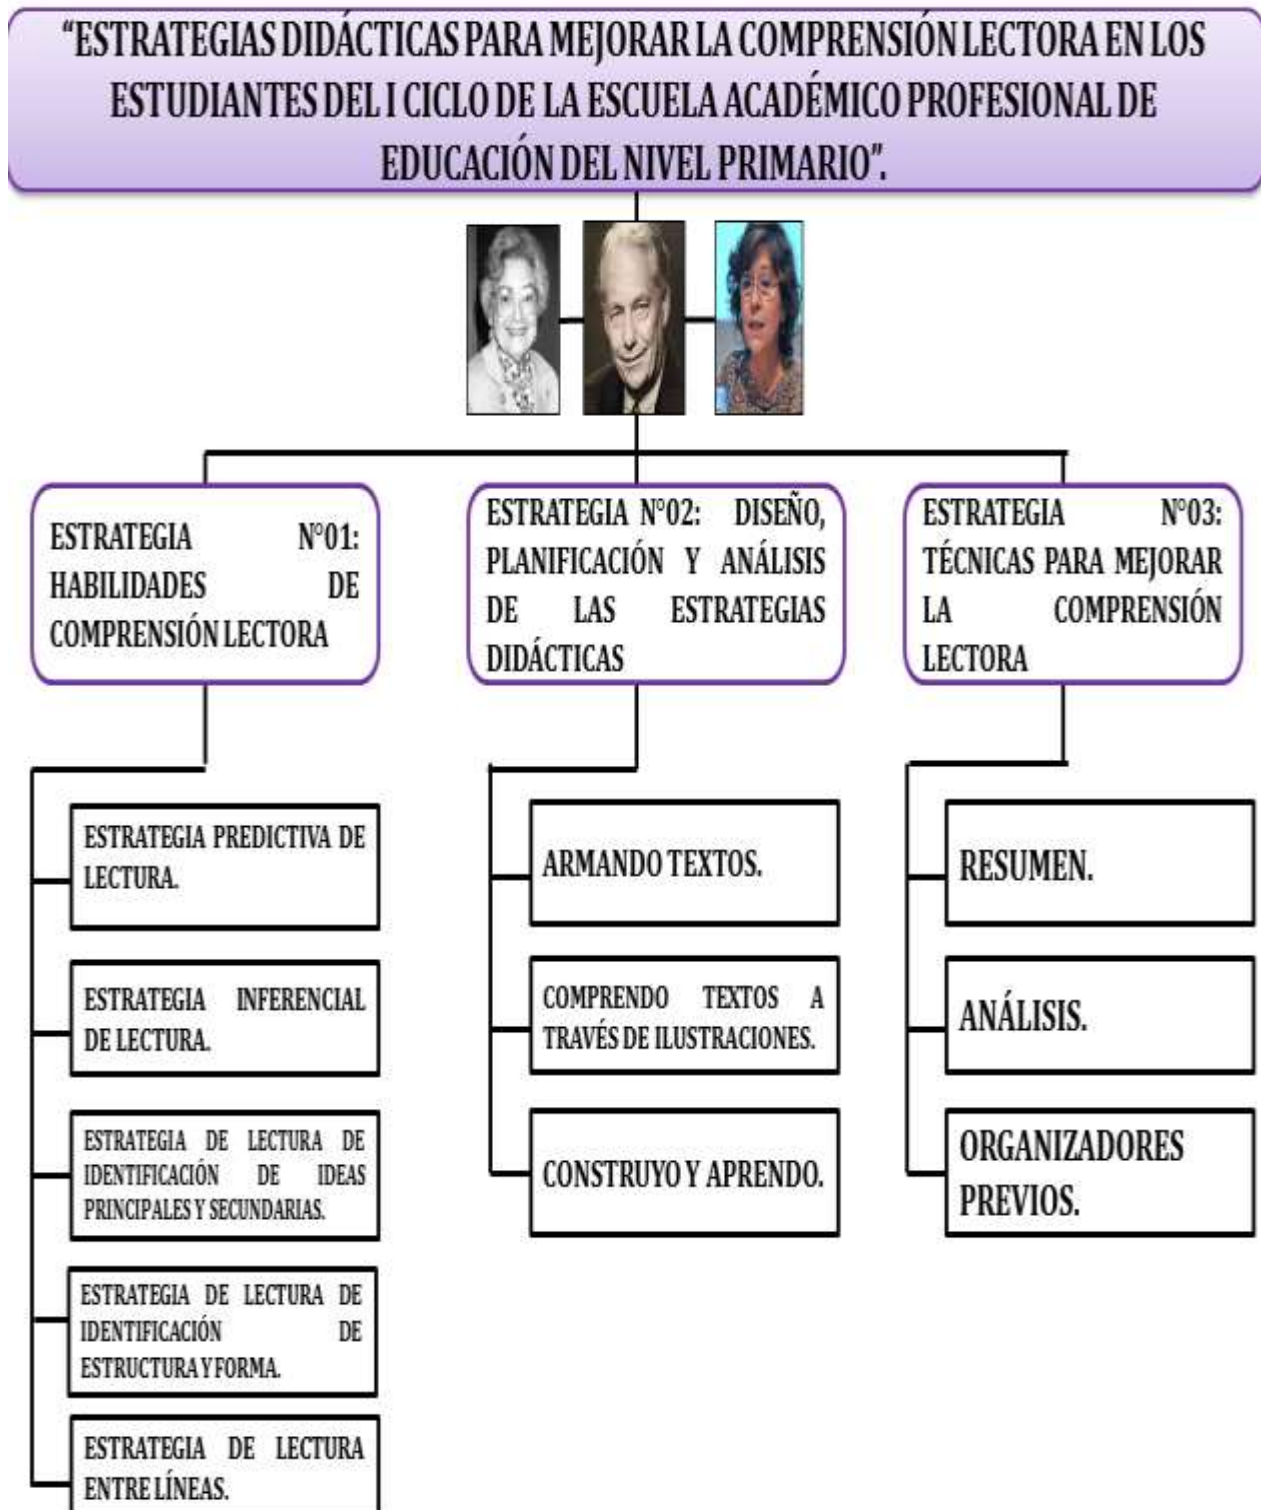 “ESTRATEGIAS DIDÁCTICAS PARA MEJORAR LA COMPRENSIÓN LECTORA EN LOS
ESTUDIANTES DEL I CICLO DE LA ESCUELA ACADÉMICO PROFESIONAL DE
EDUCACIÓN DEL NIVEL PRIMARIO”.
ESTRATEGIA N°01:
HABILIDADES DE
COMPRENSIÓN LECTORA
ESTRATEGIA PREDICTIVA DE
LECTURA.
ESTRATEGIA INFERENCIAL
DE LECTURA.
ESTRATEGIA DE LECTURA DE
IDENTIFICACIÓN DE IDEAS
PRINCIPALES Y SECUNDARIAS.
ESTRATEGIA DE LECTURA DE
IDENTIFICACIÓN DE
ESTRUCTURA Y FORMA.
ESTRATEGIA DE LECTURA
ENTRE LÍNEAS.
ESTRATEGIA N°02: DISEÑO,
PLANIFICACIÓN Y ANÁLISIS
DE LAS ESTRATEGIAS
DIDÁCTICAS
ARMANDO TEXTOS.
COMPRENDO TEXTOS A
TRAVÉS DE ILUSTRACIONES.
CONSTRUYO Y APRENDO.
ESTRATEGIA N°03:
TÉCNICAS PARA MEJORAR
LA COMPRENSIÓN
LECTORA
RESUMEN.
ANÁLISIS.
ORGANIZADORES
PREVIOS.